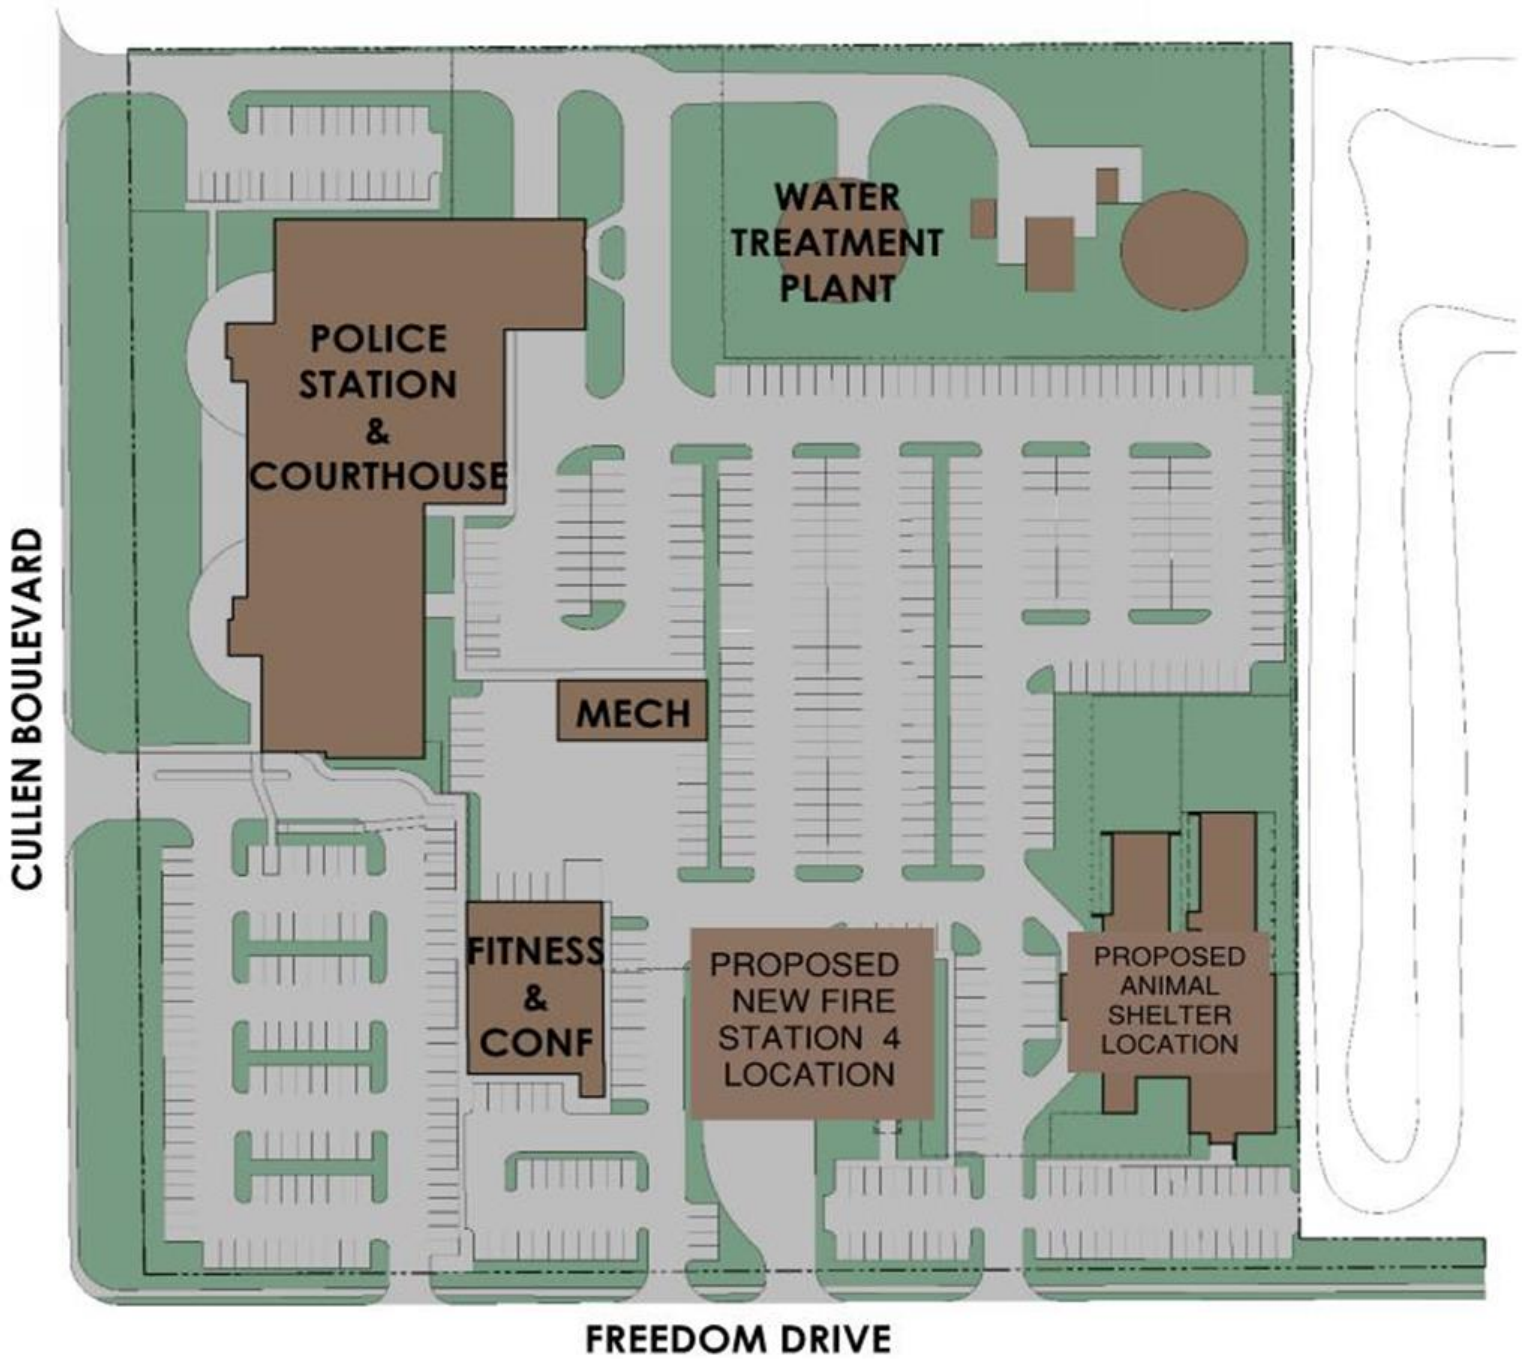 WATER
TREATMENT
PLANT
POLICE
STATION
&
COURTHOUSE
CULLEN BOULEVARD
MECH
FITNESS
&
CONF
PROPOSED
NEW FIRE
STATION 4
LOCATION
PROPOSED
ANIMAL
SHELTER
LOCATION
FREEDOM DRIVE